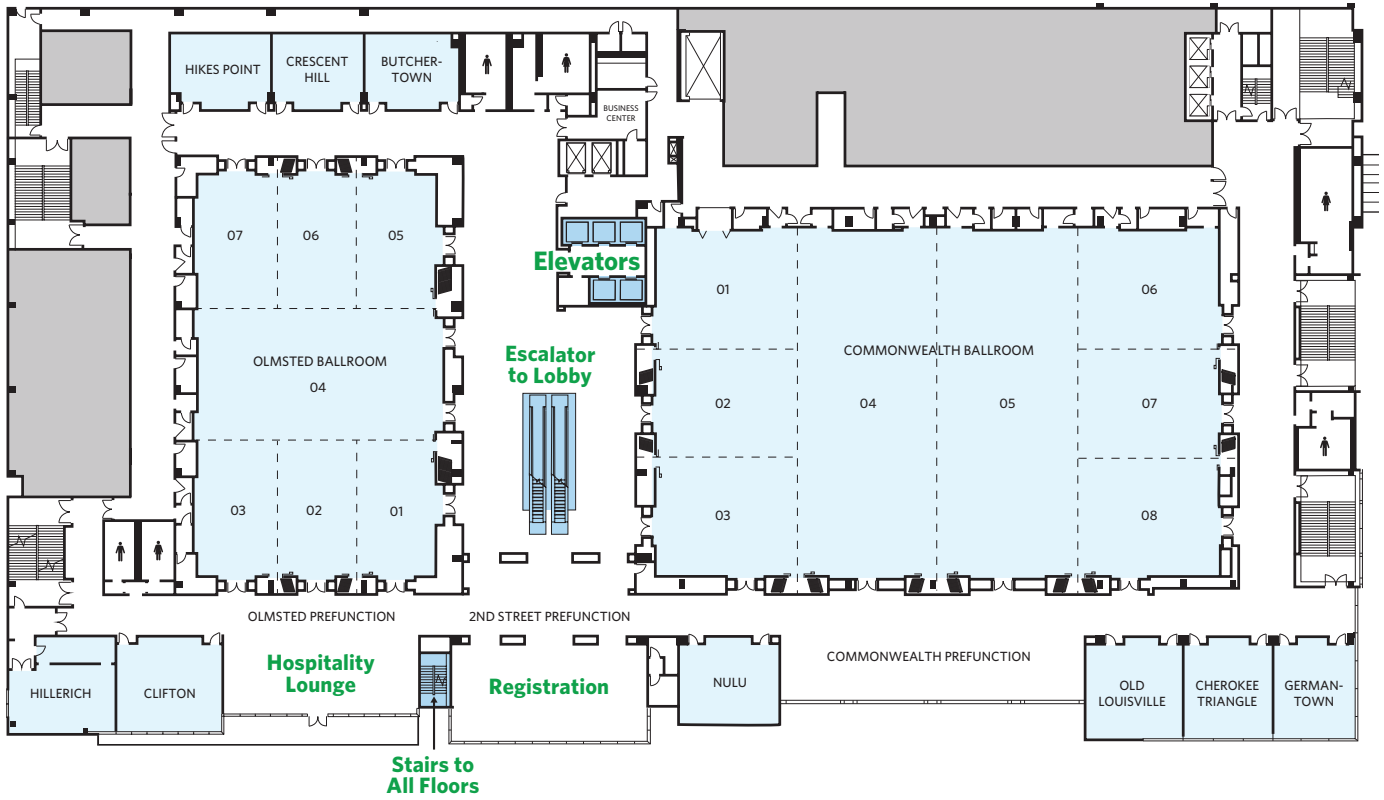 HIKES POINT
CRESCENT
HILL
BUTCHER-
TOWN
BUSINESS
CENTER
07
06
05
Elevators
01
06
OLMSTED BALLROOM
04
Escalator
to Lobby
COMMONWEALTH BALLROOM
02
04
05
07
03
02
01
03
08
OLMSTED PREFUNCTION
2ND STREET PREFUNCTION
COMMONWEALTH PREFUNCTION
HILLERICH
CLIFTON
Hospitality
Lounge
Registration
NULU
OLD
LOUISVILLE
CHEROKEE
TRIANGLE
GERMAN-
TOWN
Stairs to
All Floors